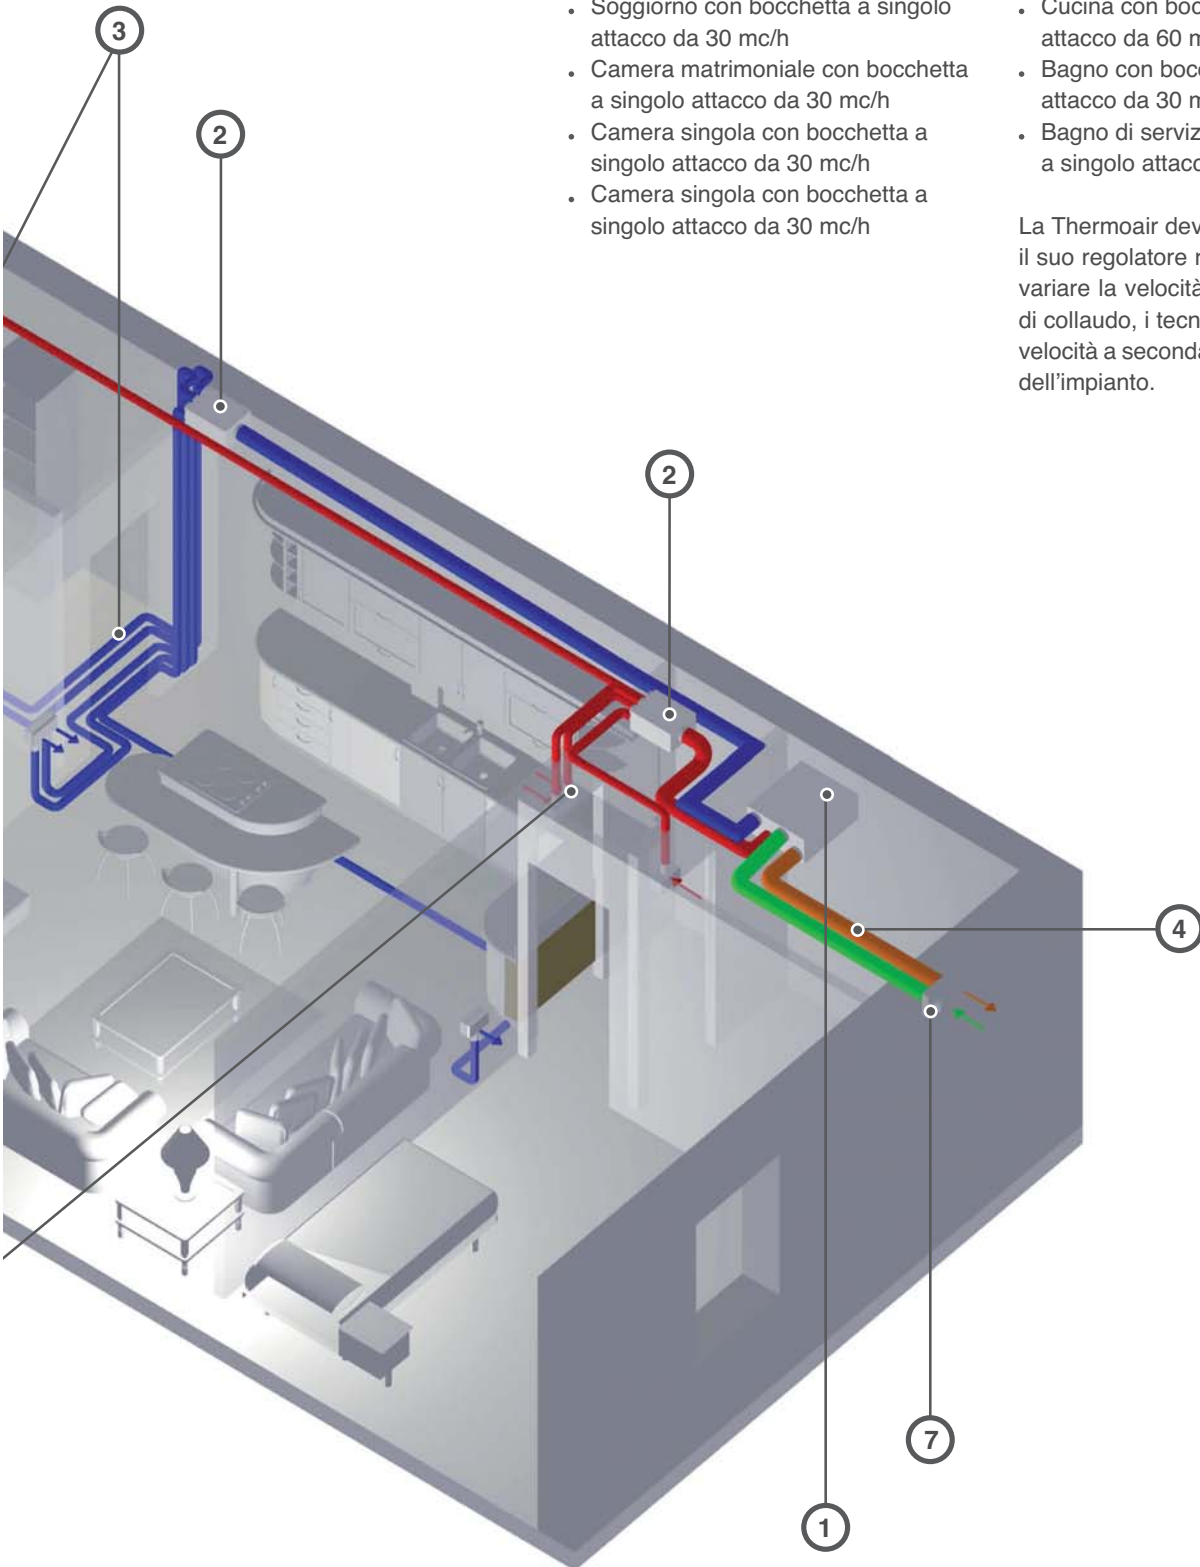 Soggiorno con bocchetta a singolo
attacco da 30 mc/h
Camera matrimoniale con bocchetta
a singolo attacco da 30 mc/h
Camera singola con bocchetta a
singolo attacco da 30 mc/h
Camera singola con bocchetta a
singolo attacco da 30 mc/h
Cucina con
attacco da 60
Bagno con
attacco da 30
Bagno di
a singolo
La Thermoair
il suo regolatore
variare la velocità
di collaudo, i
velocità a
dell'impianto.
3
2
2
4
7
1